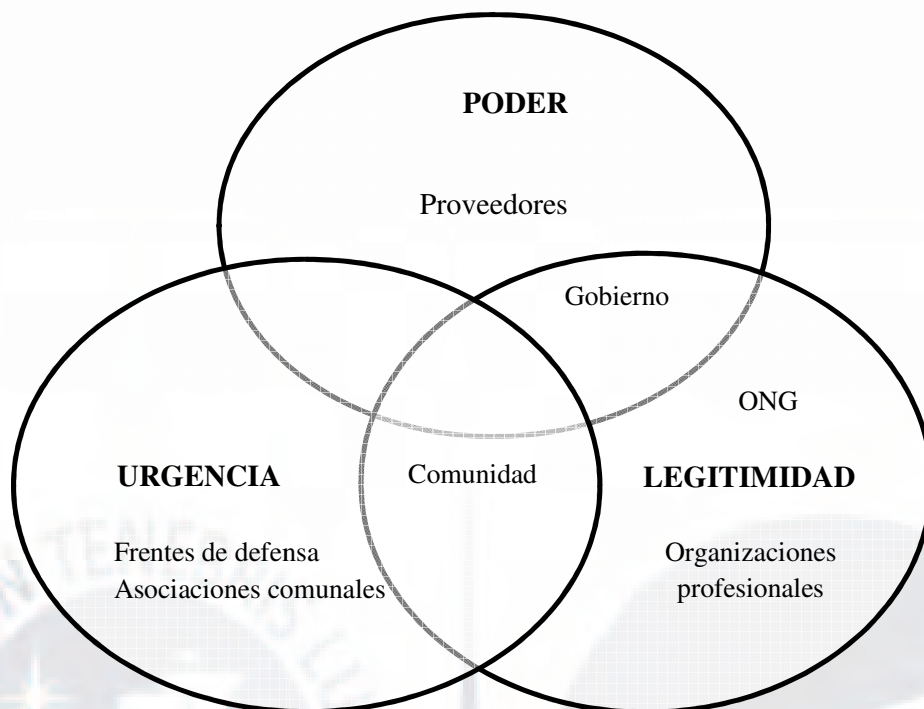 PODER
Proveedores
Gobierno
ONG
URGENCIA
Comunidad
LEGITIMIDAD
Frentes de defensa
Asociaciones comunales
Organizaciones
profesionales